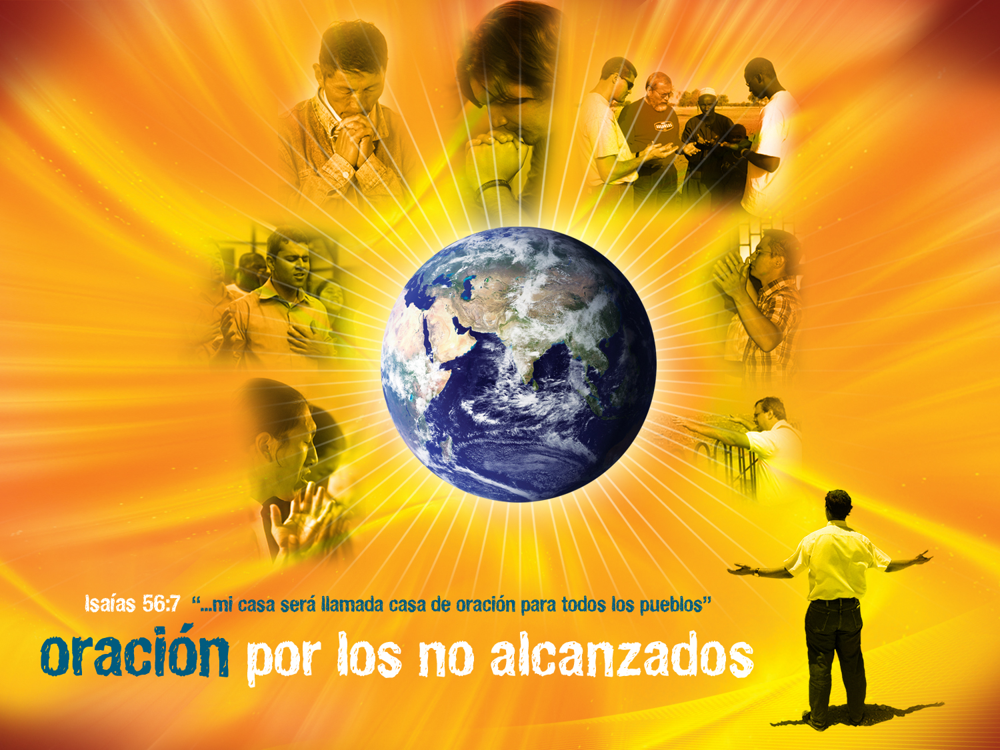 Isaías 56:7 “...mi casa será llamada casa de oración para todos los pueblos”
oración por los no alcanzados